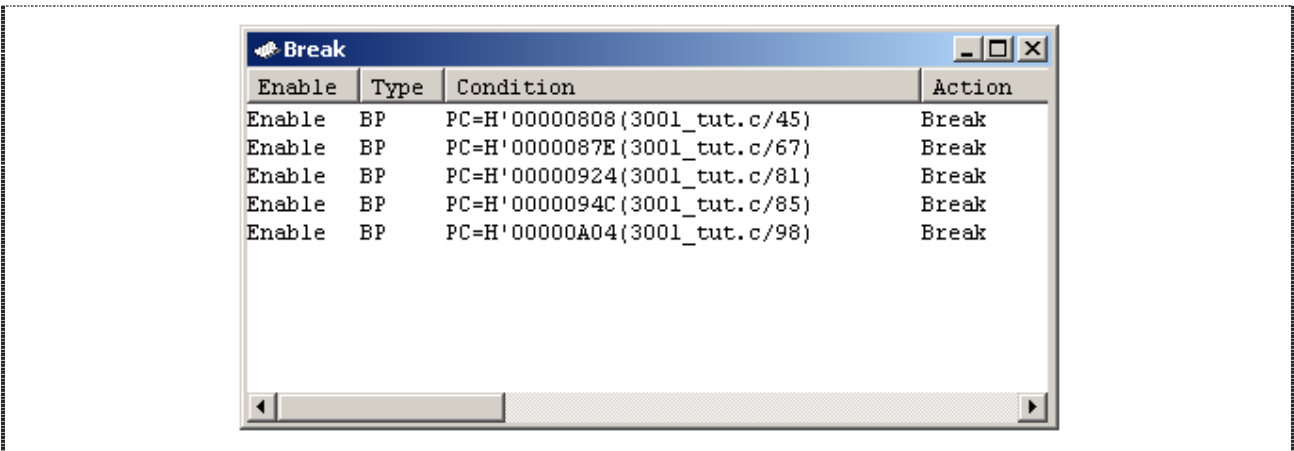 Break
Enable Type Condition Action
Enable BP PC=H'00000808(3001_tut.c/45) Break
Enable BP PC=H'0000087E(3001_tut.c/67) Break
Enable BP PC=H'00000924(3001_tut.c/81) Break
Enable BP PC=H'0000094C(3001_tut.c/85) Break
Enable BP PC=H'00000A04(3001_tut.c/98) Break